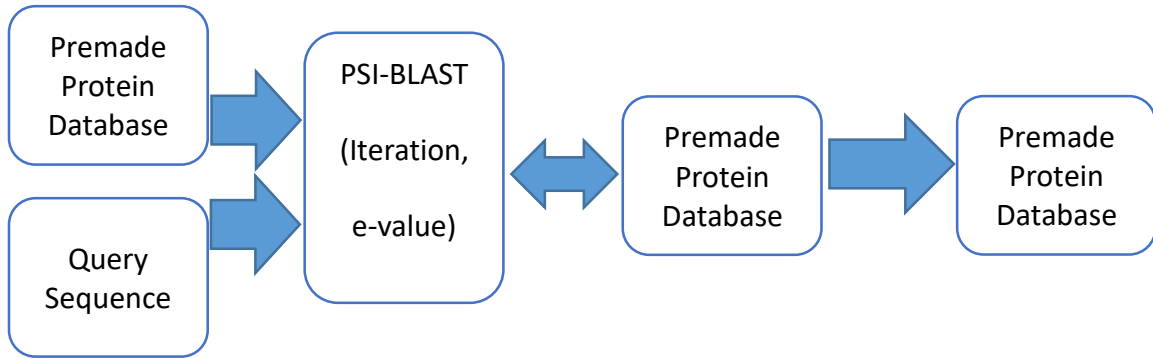 Premade
Protein
Database
Query
Sequence
PSI-BLAST
(Iteration,
e-value)
Premade
Protein
Database
Premade
Protein
Database